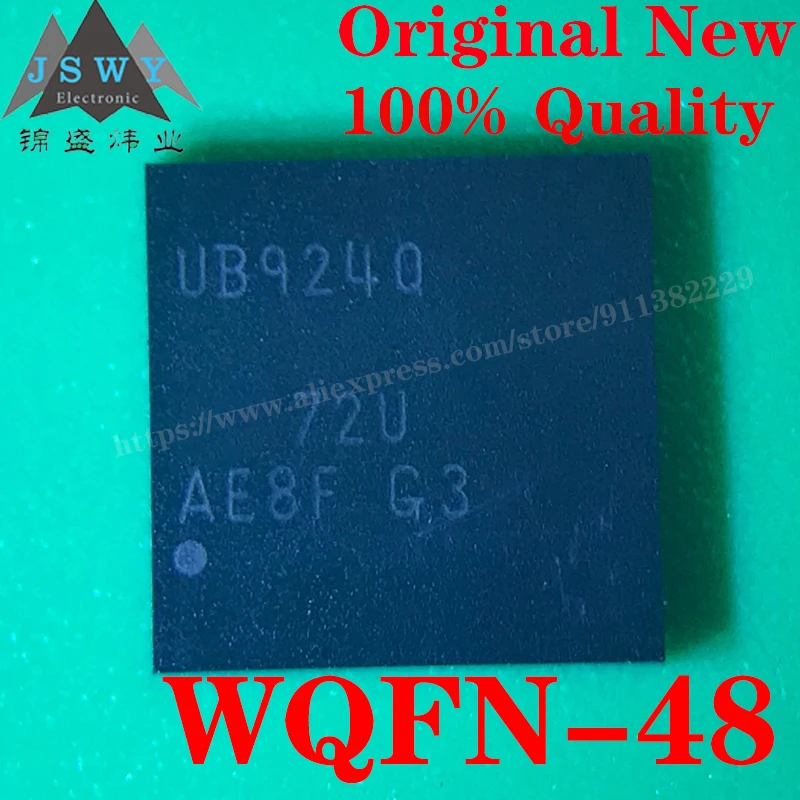 JSWY
Electronic
锦盛炜业
Original New
100% Quality
UB924Q
https://www.aliexpress.com/store/911382229
72U
AE8F G3
WQFN-48